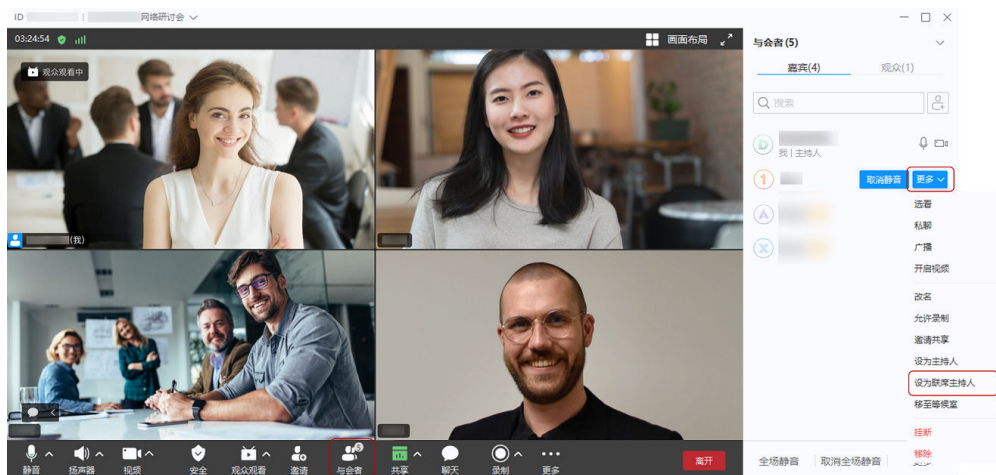 ID | 网络研讨会
03:24:54
画面布局
观众观看中
(我)
静音
扬声器
视频
安全
观众观看
邀请
5
与会者
共享
聊天
录制
更多
离开
与会者 (5)
嘉宾(4)
观众(1)
搜索
D
我 | 主持人
1
取消静音
更多
A
X
选看
私聊
广播
开启视频
改名
允许录制
邀请共享
设为主持人
设为联席主持人
移至等候室
挂断
移除
全场静音
取消全场静音